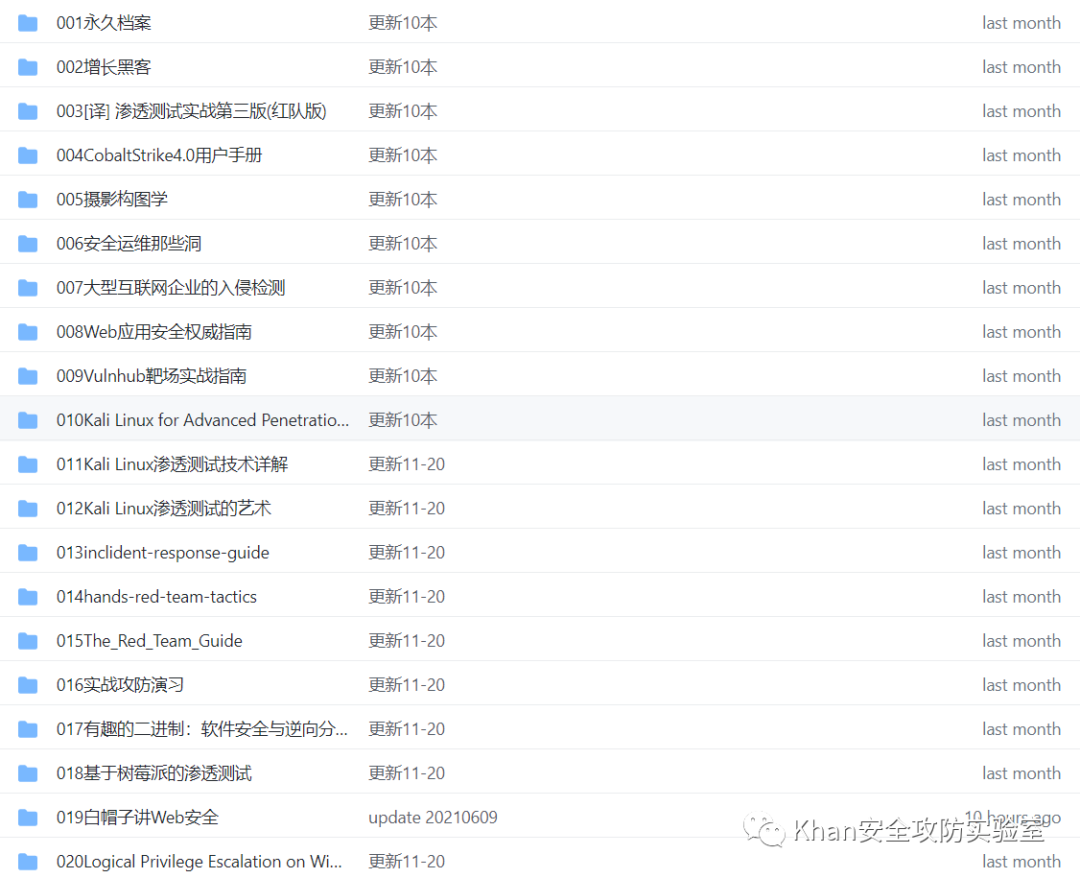 001永久档案 更新10本 last month
002增长黑客 更新10本 last month
003[译] 渗透测试实战第三版(红队版) 更新10本 last month
004CobaltStrike4.0用户手册 更新10本 last month
005摄影构图学 更新10本 last month
006安全运维那些洞 更新10本 last month
007大型互联网企业的入侵检测 更新10本 last month
008Web应用安全权威指南 更新10本 last month
009Vulnhub靶场实战指南 更新10本 last month
010Kali Linux for Advanced Penetratio... 更新10本 last month
011Kali Linux渗透测试技术详解 更新11-20 last month
012Kali Linux渗透测试的艺术 更新11-20 last month
013inclident-response-guide 更新11-20 last month
014hands-red-team-tactics 更新11-20 last month
015The_Red_Team_Guide 更新11-20 last month
016实战攻防演习 更新11-20 last month
017有趣的二进制：软件安全与逆向分... 更新11-20 last month
018基于树莓派的渗透测试 更新11-20 last month
019白帽子讲Web安全 update 20210609 10 hours ago
Khan安全攻防实验室
020Logical Privilege Escalation on Wi... 更新11-20 last month